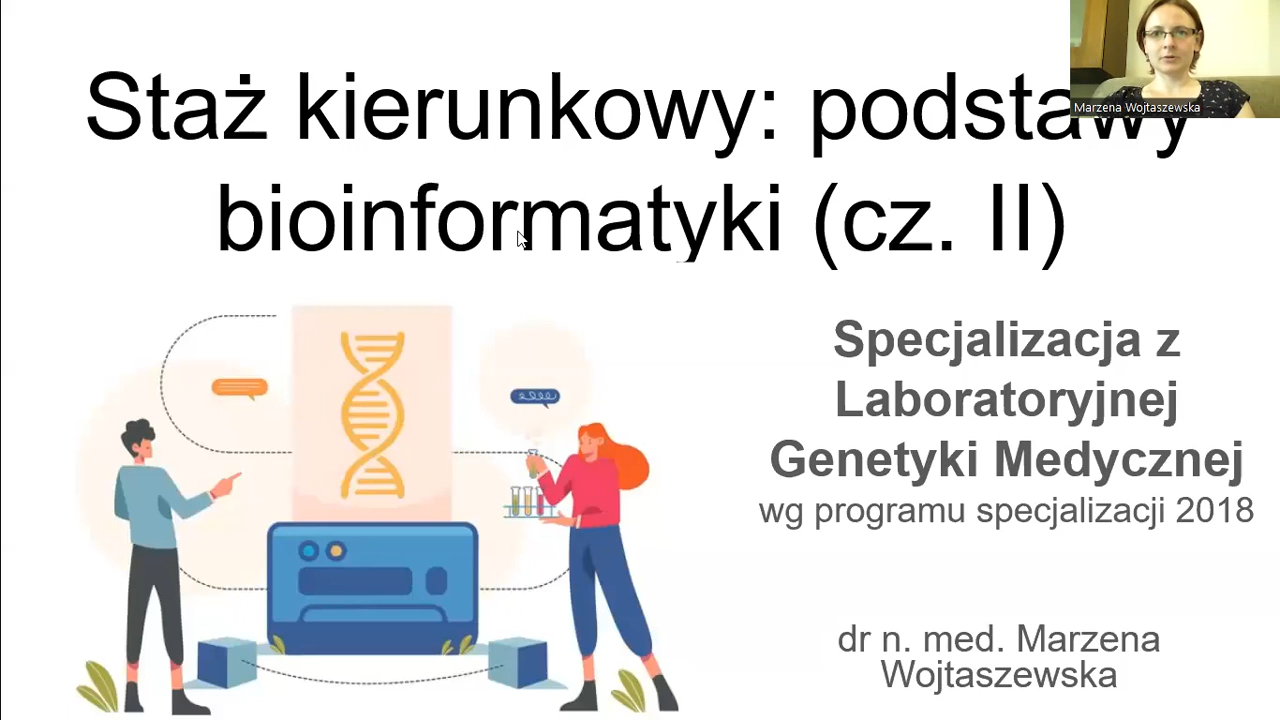 Staż kierunkowy: podstawy
bioinformatyki (cz. II)
Marzena Wojtaszewska
Specjalizacja z
Laboratoryjnej
Genetyki Medycznej
wg programu specjalizacji 2018
dr n. med. Marzena
Wojtaszewska